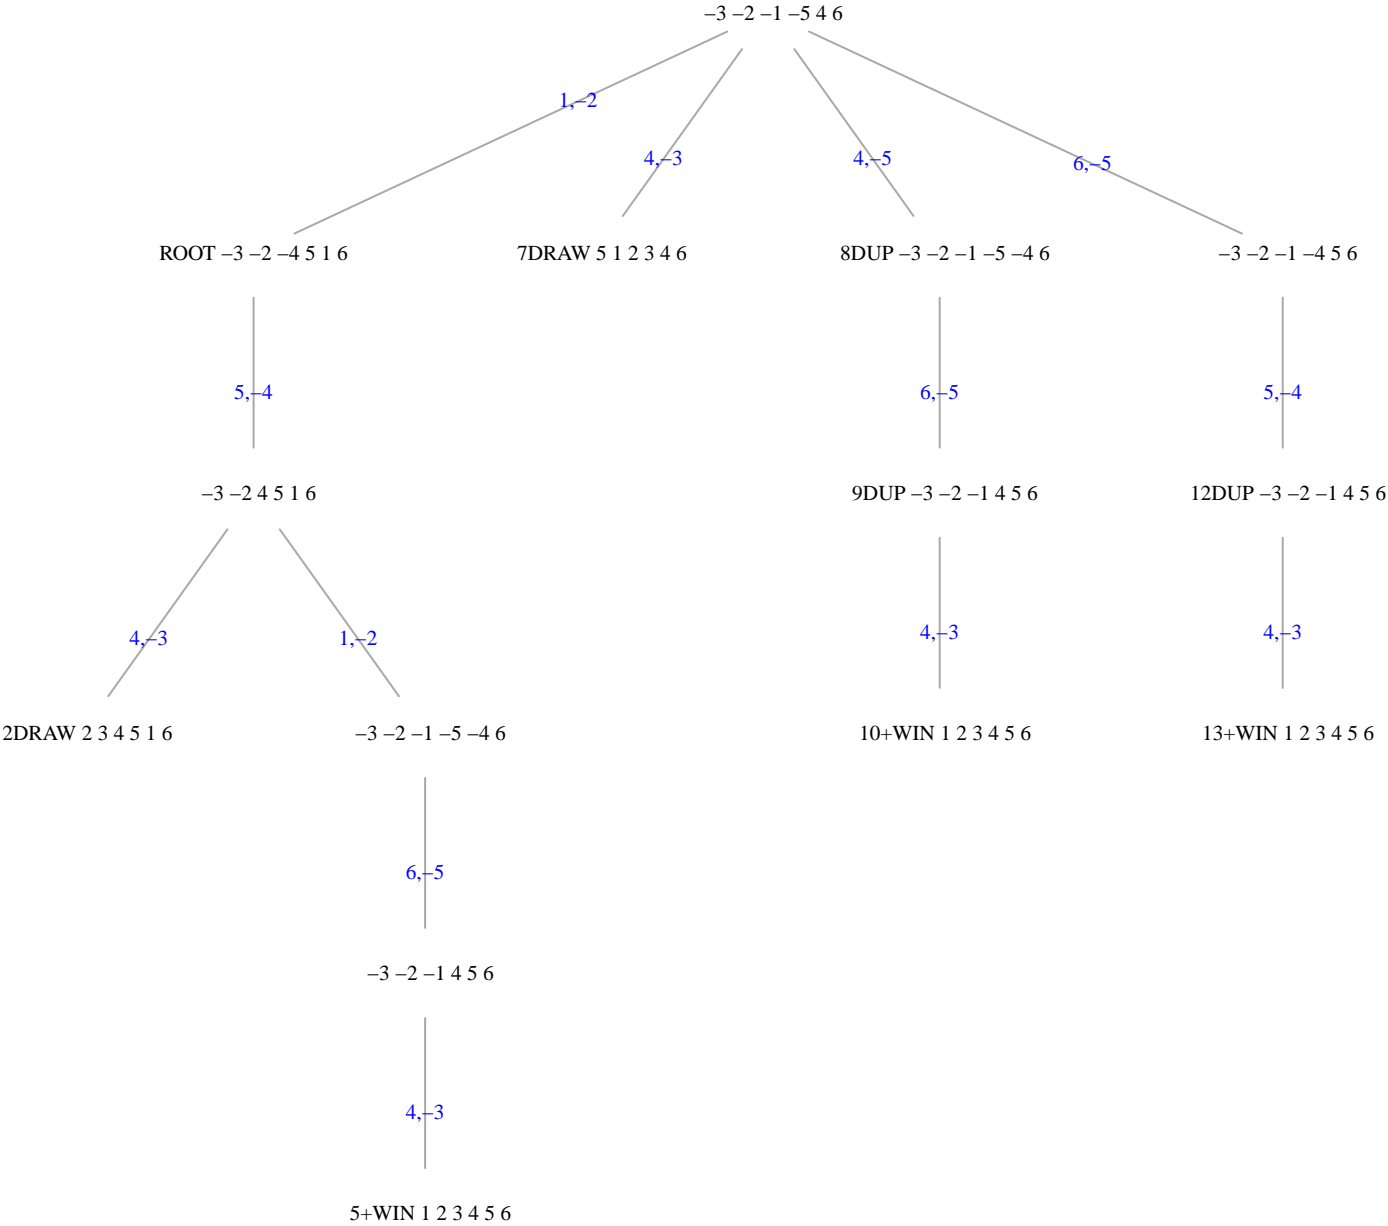 –3 –2 –1 –5 4 6
1,–2
4,–3
4,–5
6,–5
ROOT –3 –2 –4 5 1 6
7DRAW 5 1 2 3 4 6
8DUP –3 –2 –1 –5 –4 6
–3 –2 –1 –4 5 6
5,–4
6,–5
5,–4
–3 –2 4 5 1 6
9DUP –3 –2 –1 4 5 6
12DUP –3 –2 –1 4 5 6
4,–3
1,–2
4,–3
4,–3
2DRAW 2 3 4 5 1 6
–3 –2 –1 –5 –4 6
10+WIN 1 2 3 4 5 6
13+WIN 1 2 3 4 5 6
6,–5
–3 –2 –1 4 5 6
4,–3
5+WIN 1 2 3 4 5 6